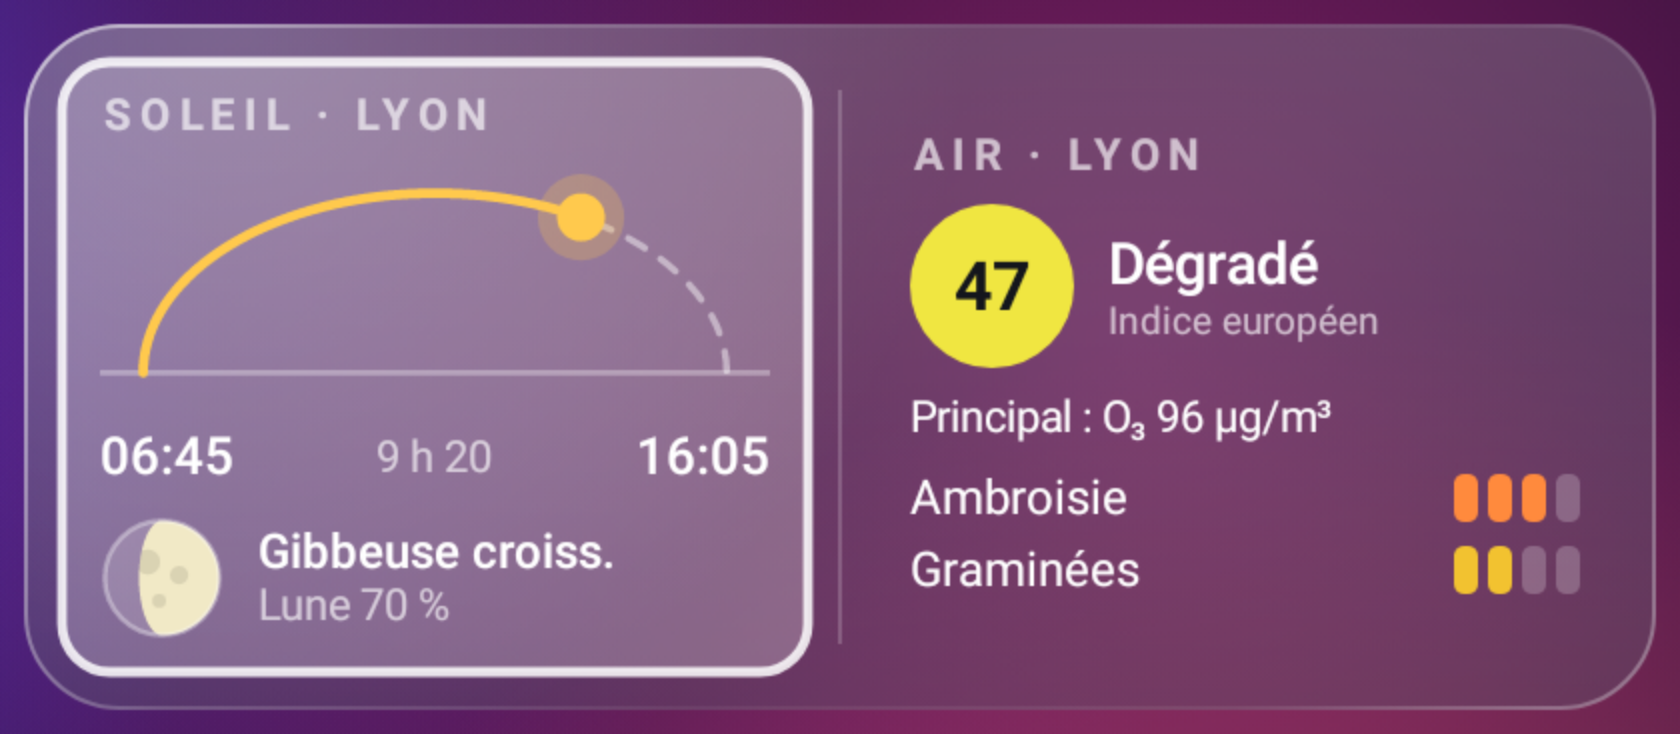 SOLEIL · LYON
06:45 9 h 20 16:05
Gibbeuse croiss.
Lune 70 %
AIR · LYON
47
Dégradé
Indice européen
Principal : O₃ 96 µg/m³
Ambroisie
Graminées